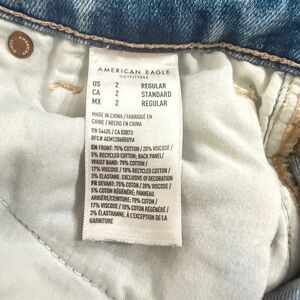 AMERICAN EAGLE
OUTFITTERS
US 2 REGULAR
CA 2 STANDARD
MX 2 REGULAR
MADE IN CHINA / FABRIQUÉ EN
CHINE / HECHO EN CHINA
RN 54485 / CA 03873
EN FRONT: 75% COTTON / 20% VISCOSE /
5% RECYCLED COTTON; BACK PANEL/
WAIST BAND: 70% COTTON /
17% VISCOSE / 10% RECYCLED COTTON /
3% ELASTANE. EXCLUSIVE OF DECORATION
FR DEVANT: 75% COTON / 20% VISCOSE /
5% COTON RÉGÉNÉRÉ; PANNEAU
ARRIÈRE/CEINTURE: 70% COTON /
17% VISCOSE / 10% COTON RÉGÉNÉRÉ /
3% ÉLASTHANNE. À L'EXCEPTION DE LA
GARNITURE